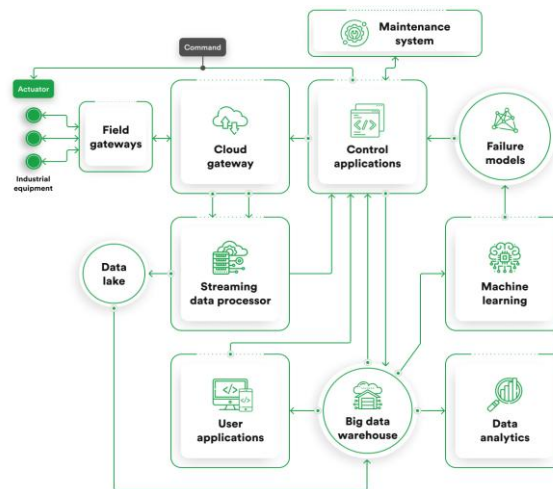 Command
Maintenance
system
Actuator
Field
gateways
Cloud
gateway
Control
applications
Failure
models
Industrial
equipment
Data
lake
Streaming
data processor
Machine
learning
User
applications
Big data
warehouse
Data
analytics